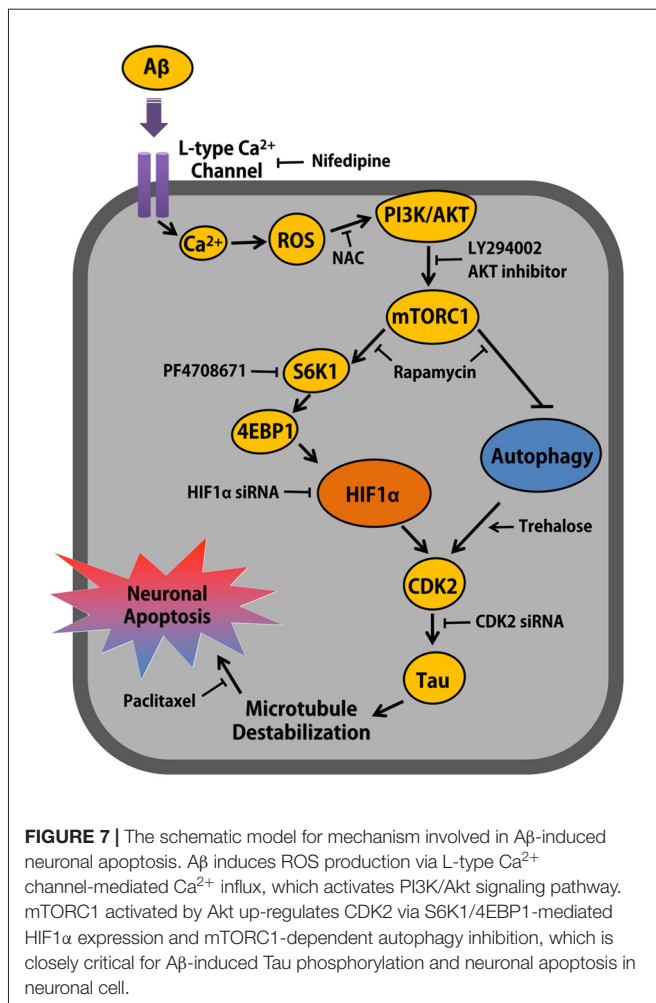 Aβ
L-type Ca²⁺
Channel
Nifedipine
Ca²⁺
ROS
PI3K/AKT
NAC
LY294002
AKT inhibitor
mTORC1
PF4708671
S6K1
Rapamycin
4EBP1
Autophagy
HIF1α siRNA
HIF1α
Trehalose
CDK2
Neuronal
Apoptosis
CDK2 siRNA
Tau
Paclitaxel
Microtubule
Destabilization
FIGURE 7 | The schematic model for mechanism involved in Aβ-induced
neuronal apoptosis. Aβ induces ROS production via L-type Ca²⁺
channel-mediated Ca²⁺ influx, which activates PI3K/Akt signaling pathway.
mTORC1 activated by Akt up-regulates CDK2 via S6K1/4EBP1-mediated
HIF1α expression and mTORC1-dependent autophagy inhibition, which is
closely critical for Aβ-induced Tau phosphorylation and neuronal apoptosis in
neuronal cell.